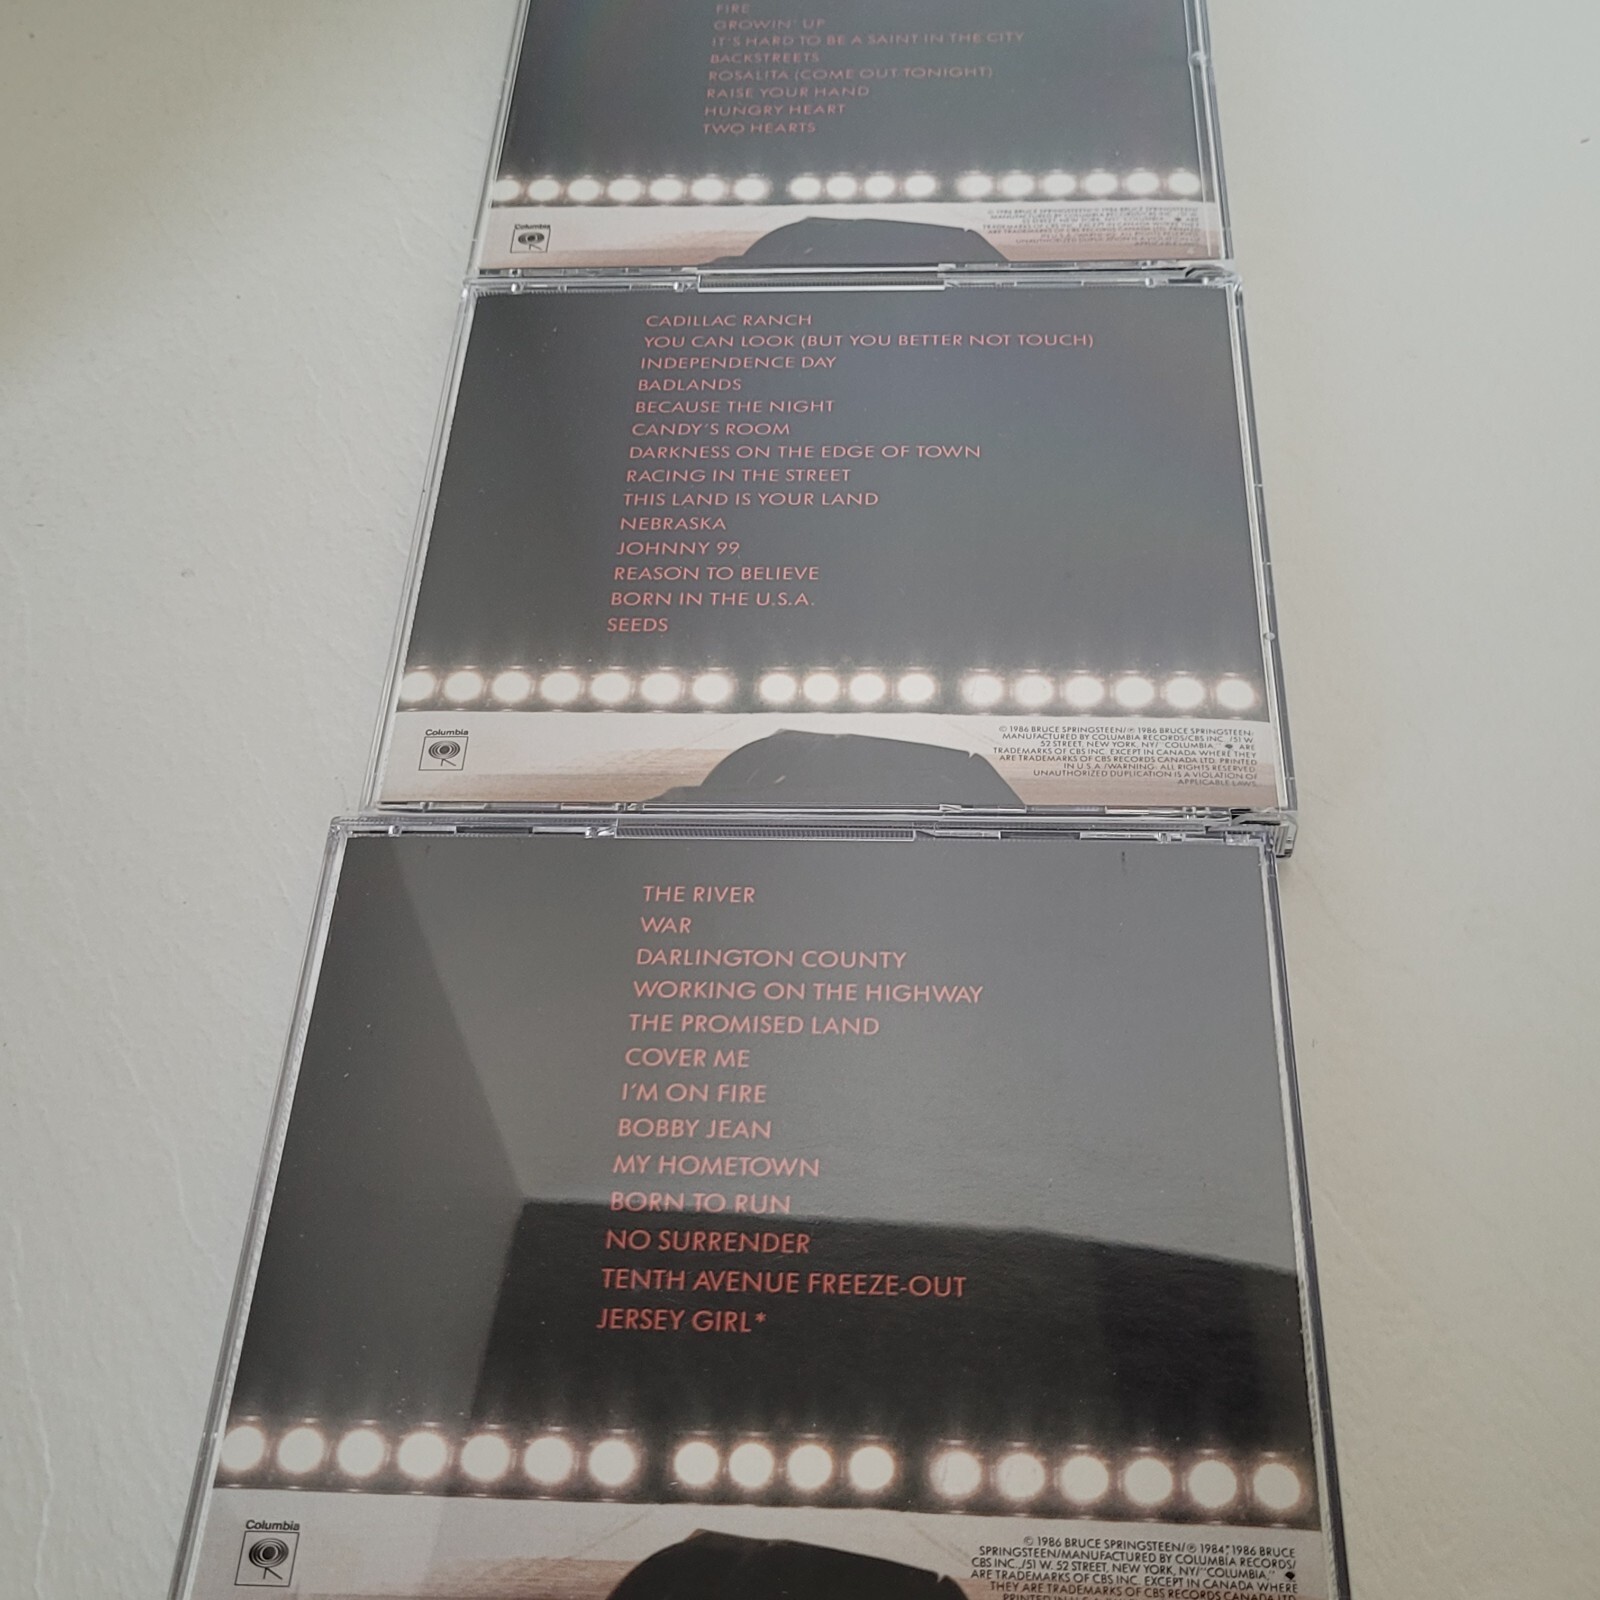 FIRE
GROWIN' UP
IT'S HARD TO BE A SAINT IN THE CITY
BACKSTREETS
ROSALITA (COME OUT TONIGHT)
RAISE YOUR HAND
HUNGRY HEART
TWO HEARTS
Columbia
CADILLAC RANCH
YOU CAN LOOK (BUT YOU BETTER NOT TOUCH)
INDEPENDENCE DAY
BADLANDS
BECAUSE THE NIGHT
CANDY'S ROOM
DARKNESS ON THE EDGE OF TOWN
RACING IN THE STREET
THIS LAND IS YOUR LAND
NEBRASKA
JOHNNY 99
REASON TO BELIEVE
BORN IN THE U.S.A.
SEEDS
Columbia
© 1986 BRUCE SPRINGSTEEN/℗ 1986 BRUCE SPRINGSTEEN/
MANUFACTURED BY COLUMBIA RECORDS/CBS INC. /51 W.
52 STREET, NEW YORK, NY/"COLUMBIA," ARE
TRADEMARKS OF CBS INC. EXCEPT IN CANADA WHERE THEY
ARE TRADEMARKS OF CBS RECORDS CANADA LTD. PRINTED
IN U.S.A./WARNING: ALL RIGHTS RESERVED.
UNAUTHORIZED DUPLICATION IS A VIOLATION OF
APPLICABLE LAWS.
THE RIVER
WAR
DARLINGTON COUNTY
WORKING ON THE HIGHWAY
THE PROMISED LAND
COVER ME
I'M ON FIRE
BOBBY JEAN
MY HOMETOWN
BORN TO RUN
NO SURRENDER
TENTH AVENUE FREEZE-OUT
JERSEY GIRL*
Columbia
© 1986 BRUCE SPRINGSTEEN/℗ 1984*, 1986 BRUCE
SPRINGSTEEN/MANUFACTURED BY COLUMBIA RECORDS/
CBS INC./51 W. 52 STREET, NEW YORK, NY/"COLUMBIA,"
ARE TRADEMARKS OF CBS INC. EXCEPT IN CANADA WHERE
THEY ARE TRADEMARKS OF CBS RECORDS CANADA LTD.